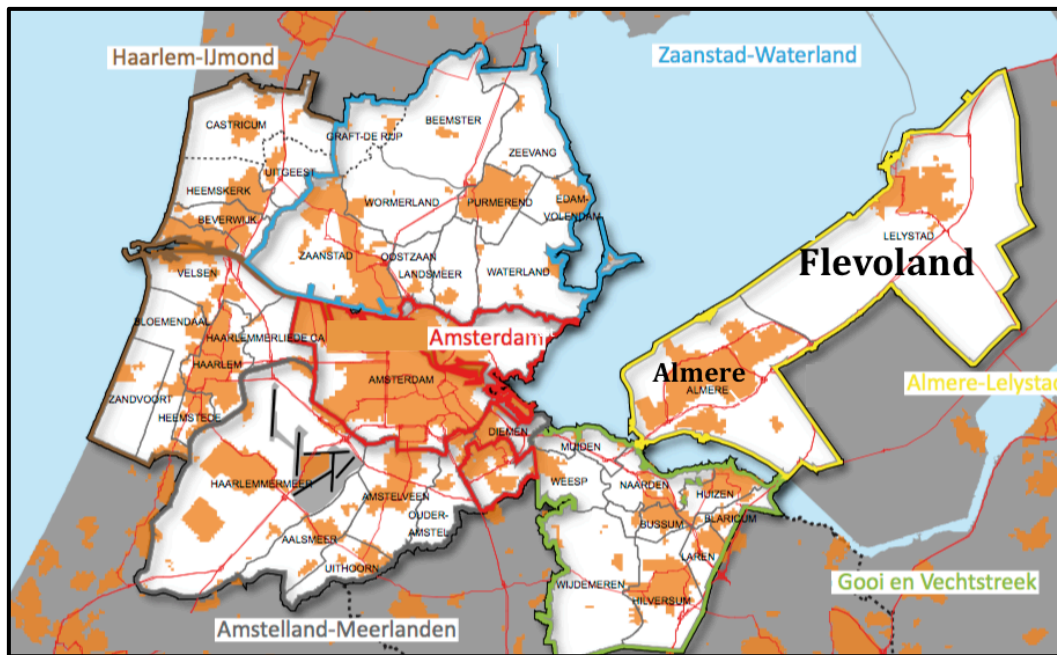 Haarlem-IJmond
Zaanstad-Waterland
CASTRICUM
BEEMSTER
GRAFT-DE RIJP
ZEEVANG
UITGEEST
HEEMSKERK
WORMERLAND
PURMEREND
EDAM-
VOLENDAM
BEVERWIJK
LELYSTAD
ZAANSTAD
OOSTZAAN
Flevoland
VELSEN
LANDSMEER
WATERLAND
BLOEMENDAAL
HAARLEMMERLIEDE CA
Amsterdam
HAARLEM
AMSTERDAM
Almere
ALMERE
Almere-Lelystad
ZANDVOORT
HEEMSTEDE
DIEMEN
MUIDEN
HAARLEMMERMEER
AMSTELVEEN
WEESP
NAARDEN
HUIZEN
OUDER-
AMSTEL
BUSSUM
BLARICUM
AALSMEER
LAREN
UITHOORN
WIJDEMEREN
Gooi en Vechtstreek
HILVERSUM
Amstelland-Meerlanden